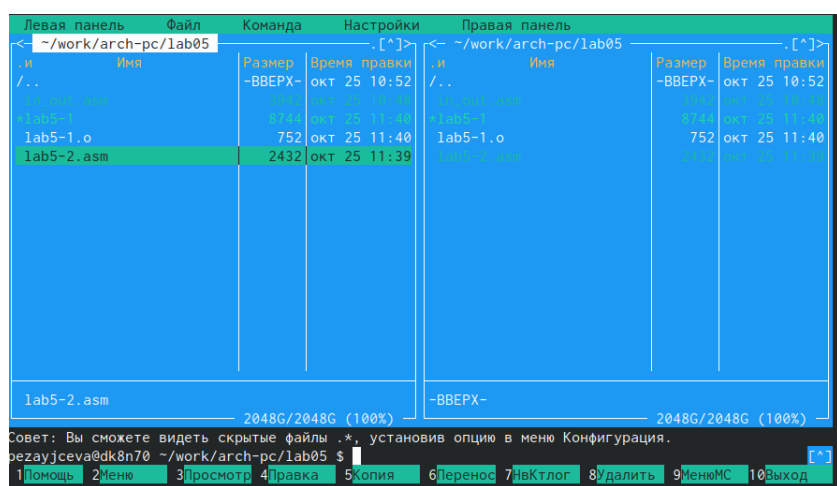 Левая панель Файл Команда Настройки Правая панель
<- ~/work/arch-pc/lab05 .[^]> <- ~/work/arch-pc/lab05 .[^]>
.и Имя Размер Время правки .и Имя Размер Время правки
/.. -ВВЕРХ- окт 25 10:52 /.. -ВВЕРХ- окт 25 10:52
in_out.asm 3942 окт 25 10:48 in_out.asm 3942 окт 25 10:48
*lab5-1 8744 окт 25 11:40 *lab5-1 8744 окт 25 11:40
lab5-1.o 752 окт 25 11:40 lab5-1.o 752 окт 25 11:40
lab5-2.asm 2432 окт 25 11:39 lab5-2.asm 2432 окт 25 11:39
lab5-2.asm -ВВЕРХ-
2048G/2048G (100%) 2048G/2048G (100%)
Совет: Вы сможете видеть скрытые файлы .*, установив опцию в меню Конфигурация.
pezayjceva@dk8n70 ~/work/arch-pc/lab05 $ [^]
1Помощь 2Меню 3Просмотр 4Правка 5Копия 6Перенос 7НвКтлог 8Удалить 9МенюМС 10Выход